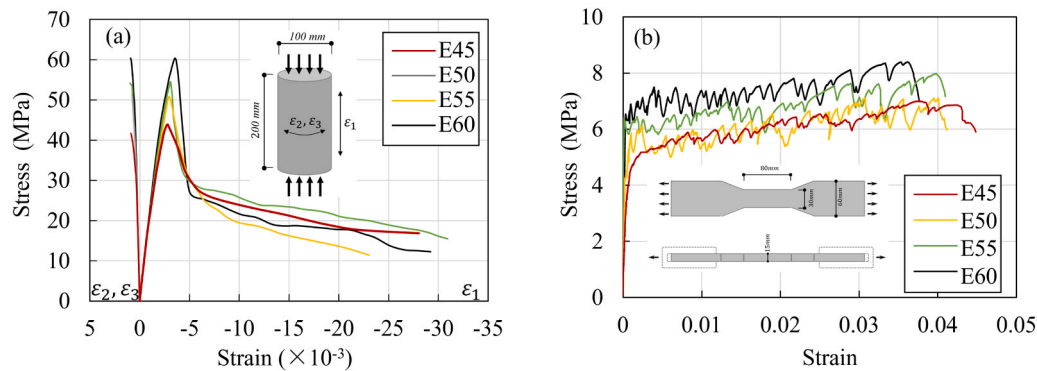 (a)
100 mm
200 mm
ε2, ε3
ε1
E45
E50
E55
E60
Stress (MPa)
70
60
50
40
30
20
10
0
ε2, ε3
ε1
5
0
-5
-10
-15
-20
-25
-30
-35
Strain (×10⁻³)
(b)
80mm
30mm
60mm
15mm
E45
E50
E55
E60
Stress (MPa)
10
8
6
4
2
0
0
0.01
0.02
0.03
0.04
0.05
Strain